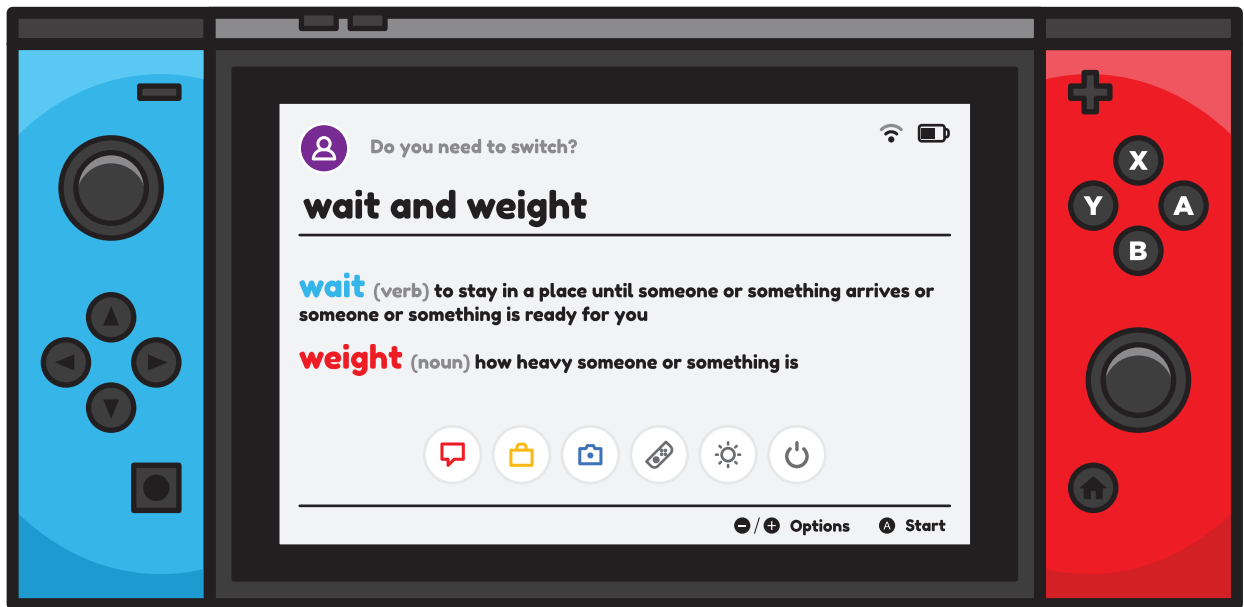 Do you need to switch?
wait and weight
wait (verb) to stay in a place until someone or something arrives or
someone or something is ready for you
weight (noun) how heavy someone or something is
X
Y A
B
/ Options A Start